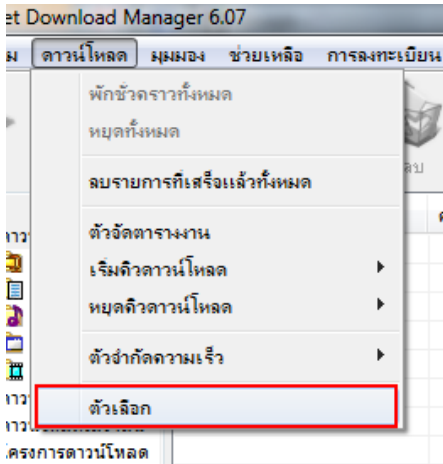 et Download Manager 6.07
ม ดาวน์โหลด มุมมอง ช่วยเหลือ การลงทะเบียน
พักชั่วคราวทั้งหมด
หยุดทั้งหมด
ลบรายการที่เสร็จแล้วทั้งหมด
ตัวจัดตารางงาน
เริ่มคิวดาวน์โหลด
หยุดคิวดาวน์โหลด
ตัวจำกัดความเร็ว
ตัวเลือก
โครงการดาวน์โหลด